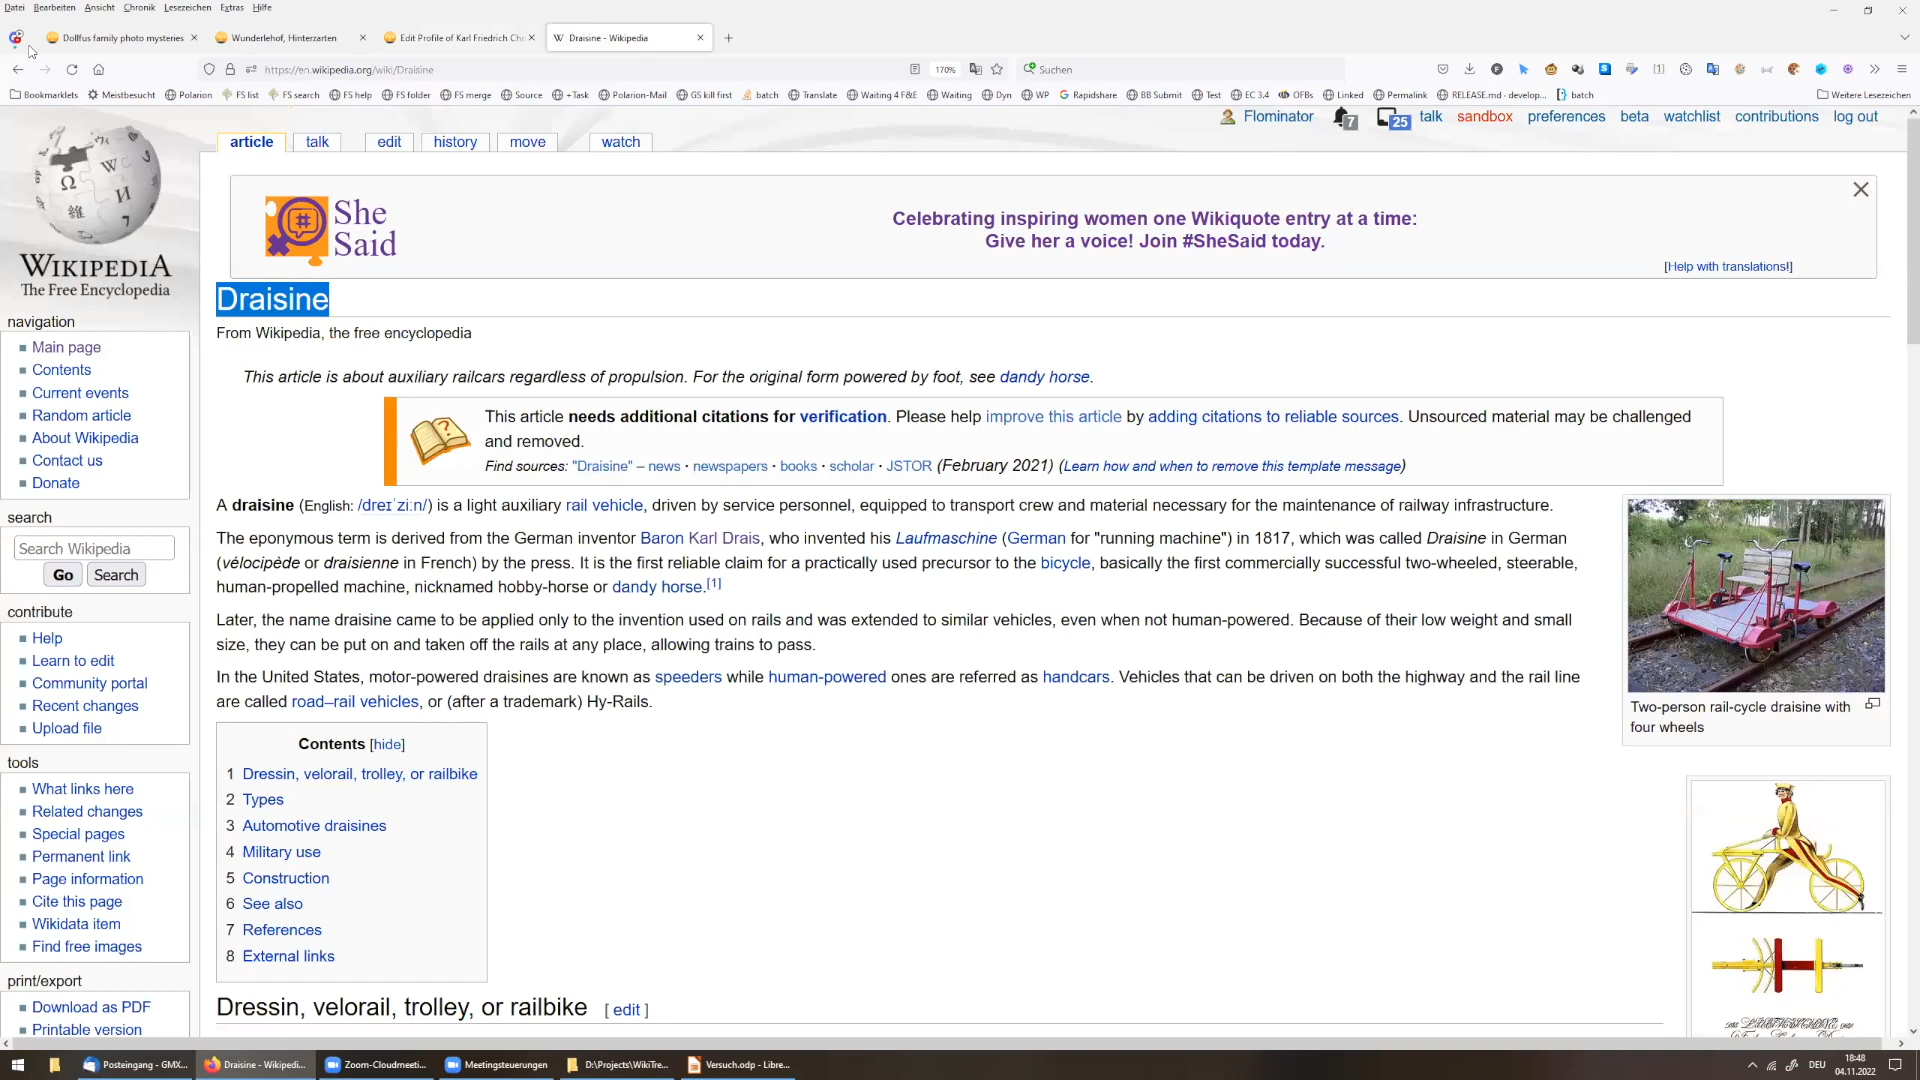 Datei Bearbeiten Ansicht Chronik Lesezeichen Extras Hilfe
Dollfus family photo mysteries
Wunderlehof, Hinterzarten
Edit Profile of Karl Friedrich Chr
Draisine - Wikipedia
https://en.wikipedia.org/wiki/Draisine
170%
Suchen
Bookmarklets Meistbesucht Polarion FS list FS search FS help FS folder FS merge Source +Task Polarion-Mail GS kill first batch Translate Waiting 4 F&E Waiting Dyn WP Rapidshare BB Submit Test EC 3.4 OFBs Linked Permalink RELEASE.md - develop... batch Weitere Lesezeichen
Flominator 7 25 talk sandbox preferences beta watchlist contributions log out
article talk edit history move watch
WIKIPEDIA
The Free Encyclopedia
She
Said
Celebrating inspiring women one Wikiquote entry at a time:
Give her a voice! Join #SheSaid today.
[Help with translations!]
Draisine
From Wikipedia, the free encyclopedia
This article is about auxiliary railcars regardless of propulsion. For the original form powered by foot, see dandy horse.
This article needs additional citations for verification. Please help improve this article by adding citations to reliable sources. Unsourced material may be challenged
and removed.
Find sources: "Draisine" – news · newspapers · books · scholar · JSTOR (February 2021) (Learn how and when to remove this template message)
A draisine (English: /dreɪˈziːn/) is a light auxiliary rail vehicle, driven by service personnel, equipped to transport crew and material necessary for the maintenance of railway infrastructure.
The eponymous term is derived from the German inventor Baron Karl Drais, who invented his Laufmaschine (German for "running machine") in 1817, which was called Draisine in German
(vélocipède or draisienne in French) by the press. It is the first reliable claim for a practically used precursor to the bicycle, basically the first commercially successful two-wheeled, steerable,
human-propelled machine, nicknamed hobby-horse or dandy horse.[1]
Later, the name draisine came to be applied only to the invention used on rails and was extended to similar vehicles, even when not human-powered. Because of their low weight and small
size, they can be put on and taken off the rails at any place, allowing trains to pass.
In the United States, motor-powered draisines are known as speeders while human-powered ones are referred as handcars. Vehicles that can be driven on both the highway and the rail line
are called road–rail vehicles, or (after a trademark) Hy-Rails.
Contents [hide]
1 Dressin, velorail, trolley, or railbike
2 Types
3 Automotive draisines
4 Military use
5 Construction
6 See also
7 References
8 External links
Dressin, velorail, trolley, or railbike [ edit ]
Two-person rail-cycle draisine with
four wheels
navigation
Main page
Contents
Current events
Random article
About Wikipedia
Contact us
Donate
search
Search Wikipedia
Go Search
contribute
Help
Learn to edit
Community portal
Recent changes
Upload file
tools
What links here
Related changes
Special pages
Permanent link
Page information
Cite this page
Wikidata item
Find free images
print/export
Download as PDF
Printable version
Posteingang - GMX...
Draisine - Wikipedi...
Zoom-Cloudmeeti...
Meetingsteuerungen
D:\Projects\WikiTre...
Versuch.odp - Libre...
DEU
18:48
04.11.2022